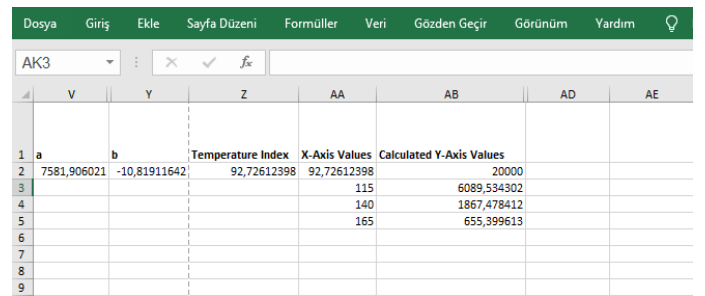 Dosya Giriş Ekle Sayfa Düzeni Formüller Veri Gözden Geçir Görünüm Yardım
AK3 fx
V Y Z AA AB AD AE
1 a b Temperature Index X-Axis Values Calculated Y-Axis Values
2 7581,906021 -10,81911642 92,72612398 92,72612398 20000
3 115 6089,534302
4 140 1867,478412
5 165 655,399613
6
7
8
9